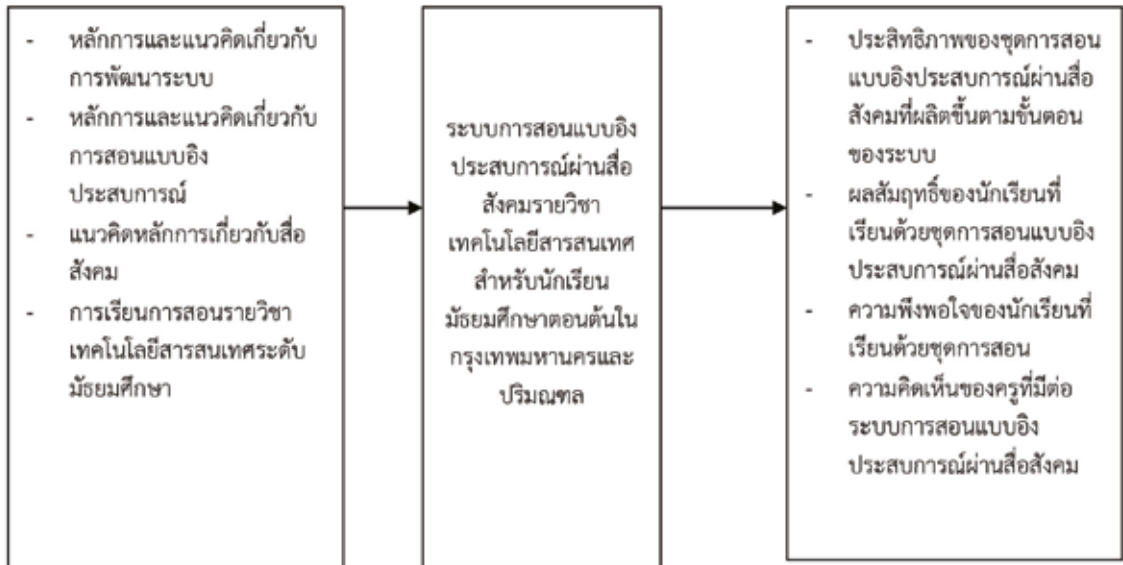 - หลักการและแนวคิดเกี่ยวกับ
การพัฒนาระบบ
- หลักการและแนวคิดเกี่ยวกับ
การสอนแบบอิง
ประสบการณ์
- แนวคิดหลักการเกี่ยวกับสื่อ
สังคม
- การเรียนการสอนรายวิชา
เทคโนโลยีสารสนเทศระดับ
มัธยมศึกษา
ระบบการสอนแบบอิง
ประสบการณ์ผ่านสื่อ
สังคมรายวิชา
เทคโนโลยีสารสนเทศ
สำหรับนักเรียน
มัธยมศึกษาตอนต้นใน
กรุงเทพมหานครและ
ปริมณฑล
- ประสิทธิภาพของชุดการสอน
แบบอิงประสบการณ์ผ่านสื่อ
สังคมที่ผลิตขึ้นตามขั้นตอน
ของระบบ
- ผลสัมฤทธิ์ของนักเรียนที่
เรียนด้วยชุดการสอนแบบอิง
ประสบการณ์ผ่านสื่อสังคม
- ความพึงพอใจของนักเรียนที่
เรียนด้วยชุดการสอน
- ความคิดเห็นของครูที่มีต่อ
ระบบการสอนแบบอิง
ประสบการณ์ผ่านสื่อสังคม